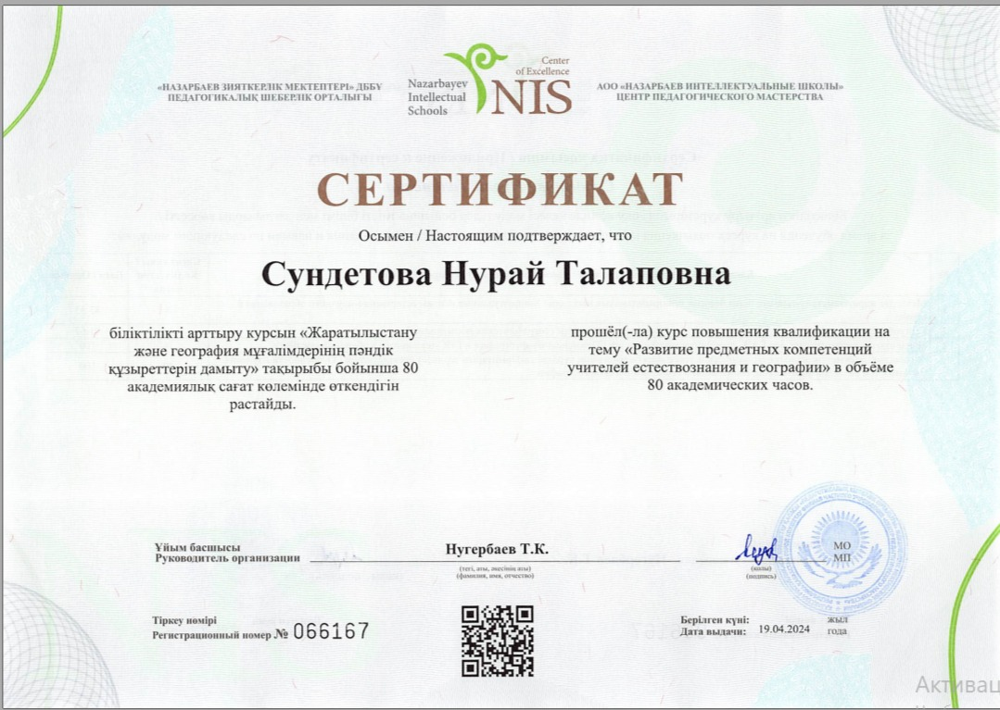 «НАЗАРБАЕВ ЗИЯТКЕРЛІК МЕКТЕПТЕРІ» ДББҰ
ПЕДАГОГИКАЛЫҚ ШЕБЕРЛІК ОРТАЛЫҒЫ
Nazarbayev
Intellectual
Schools
Center
of Excellence
NIS
АОО «НАЗАРБАЕВ ИНТЕЛЛЕКТУАЛЬНЫЕ ШКОЛЫ»
ЦЕНТР ПЕДАГОГИЧЕСКОГО МАСТЕРСТВА
СЕРТИФИКАТ
Осымен / Настоящим подтверждает, что
Сундетова Нурай Талаповна
біліктілікті арттыру курсын «Жаратылыстану
және география мұғалімдерінің пәндік
құзыреттерін дамыту» тақырыбы бойынша 80
академиялық сағат көлемінде өткендігін
растайды.
прошёл(-ла) курс повышения квалификации на
тему «Развитие предметных компетенций
учителей естествознания и географии» в объёме
80 академических часов.
Ұйым басшысы
Руководитель организации
Нугербаев Т.К.
(тегі, аты, әкесінің аты)
(фамилия, имя, отчество)
(қолы)
(подпись)
МО
МП
Тіркеу нөмірі
Регистрационный номер № 066167
Берілген күні:
Дата выдачи:
19.04.2024
жыл
года